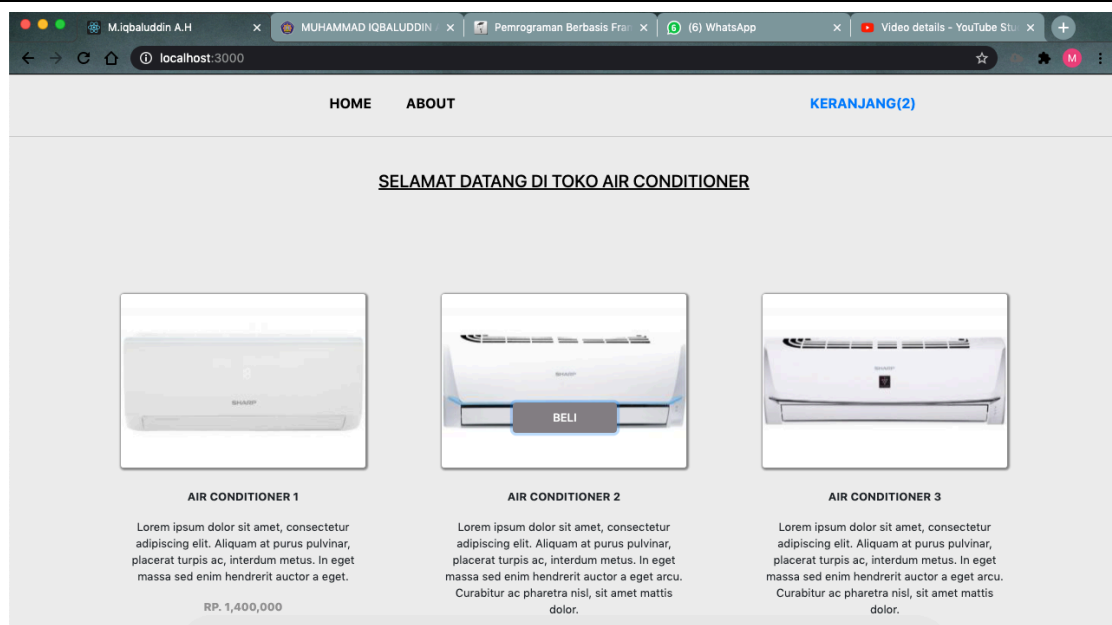 M.iqbaluddin A.H
MUHAMMAD IQBALUDDIN
Pemrograman Berbasis Fra
(6) WhatsApp
Video details - YouTube Stu
localhost:3000
M
HOME
ABOUT
KERANJANG(2)
SELAMAT DATANG DI TOKO AIR CONDITIONER
SHARP
SHARP
BELI
SHARP
AIR CONDITIONER 1
Lorem ipsum dolor sit amet, consectetur
adipiscing elit. Aliquam at purus pulvinar,
placerat turpis ac, interdum metus. In eget
massa sed enim hendrerit auctor a eget.
RP. 1,400,000
AIR CONDITIONER 2
Lorem ipsum dolor sit amet, consectetur
adipiscing elit. Aliquam at purus pulvinar,
placerat turpis ac, interdum metus. In eget
massa sed enim hendrerit auctor a eget arcu.
Curabitur ac pharetra nisl, sit amet mattis
dolor.
AIR CONDITIONER 3
Lorem ipsum dolor sit amet, consectetur
adipiscing elit. Aliquam at purus pulvinar,
placerat turpis ac, interdum metus. In eget
massa sed enim hendrerit auctor a eget arcu.
Curabitur ac pharetra nisl, sit amet mattis
dolor.